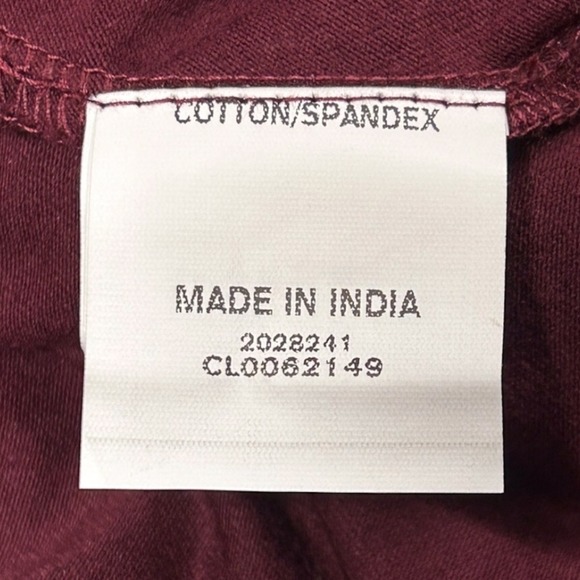 COTTON/SPANDEX
MADE IN INDIA
2028241
CL0062149